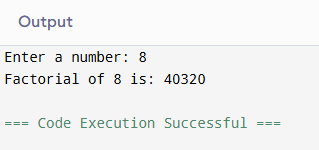 Output
Enter a number: 8
Factorial of 8 is: 40320
=== Code Execution Successful ===